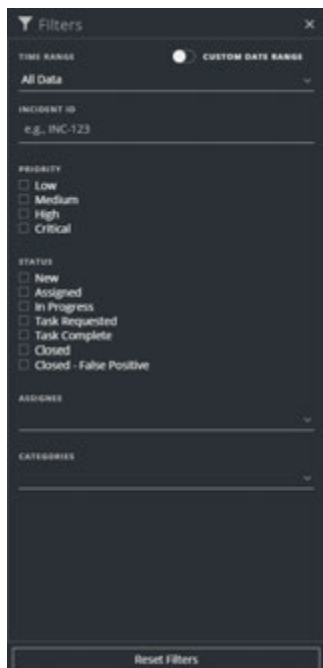 Filters
TIME RANGE
CUSTOM DATE RANGE
All Data
INCIDENT ID
e.g., INC-123
PRIORITY
Low
Medium
High
Critical
STATUS
New
Assigned
In Progress
Task Requested
Task Complete
Closed
Closed - False Positive
ASSIGNEE
CATEGORIES
Reset Filters